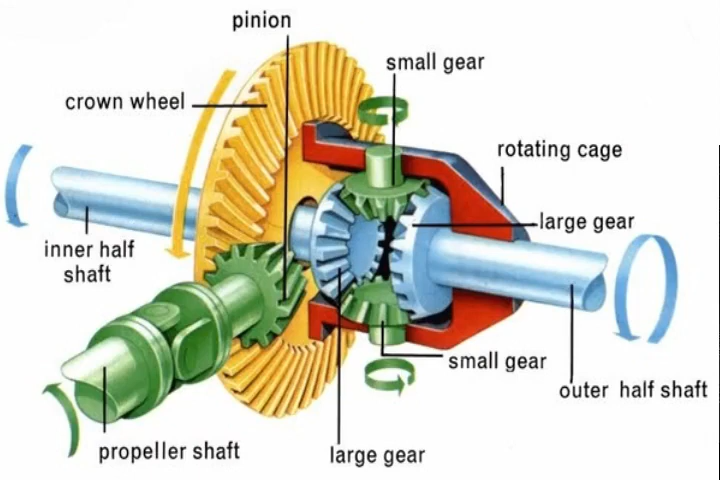 pinion
small gear
crown wheel
rotating cage
large gear
inner half
shaft
small gear
outer half shaft
propeller shaft
large gear